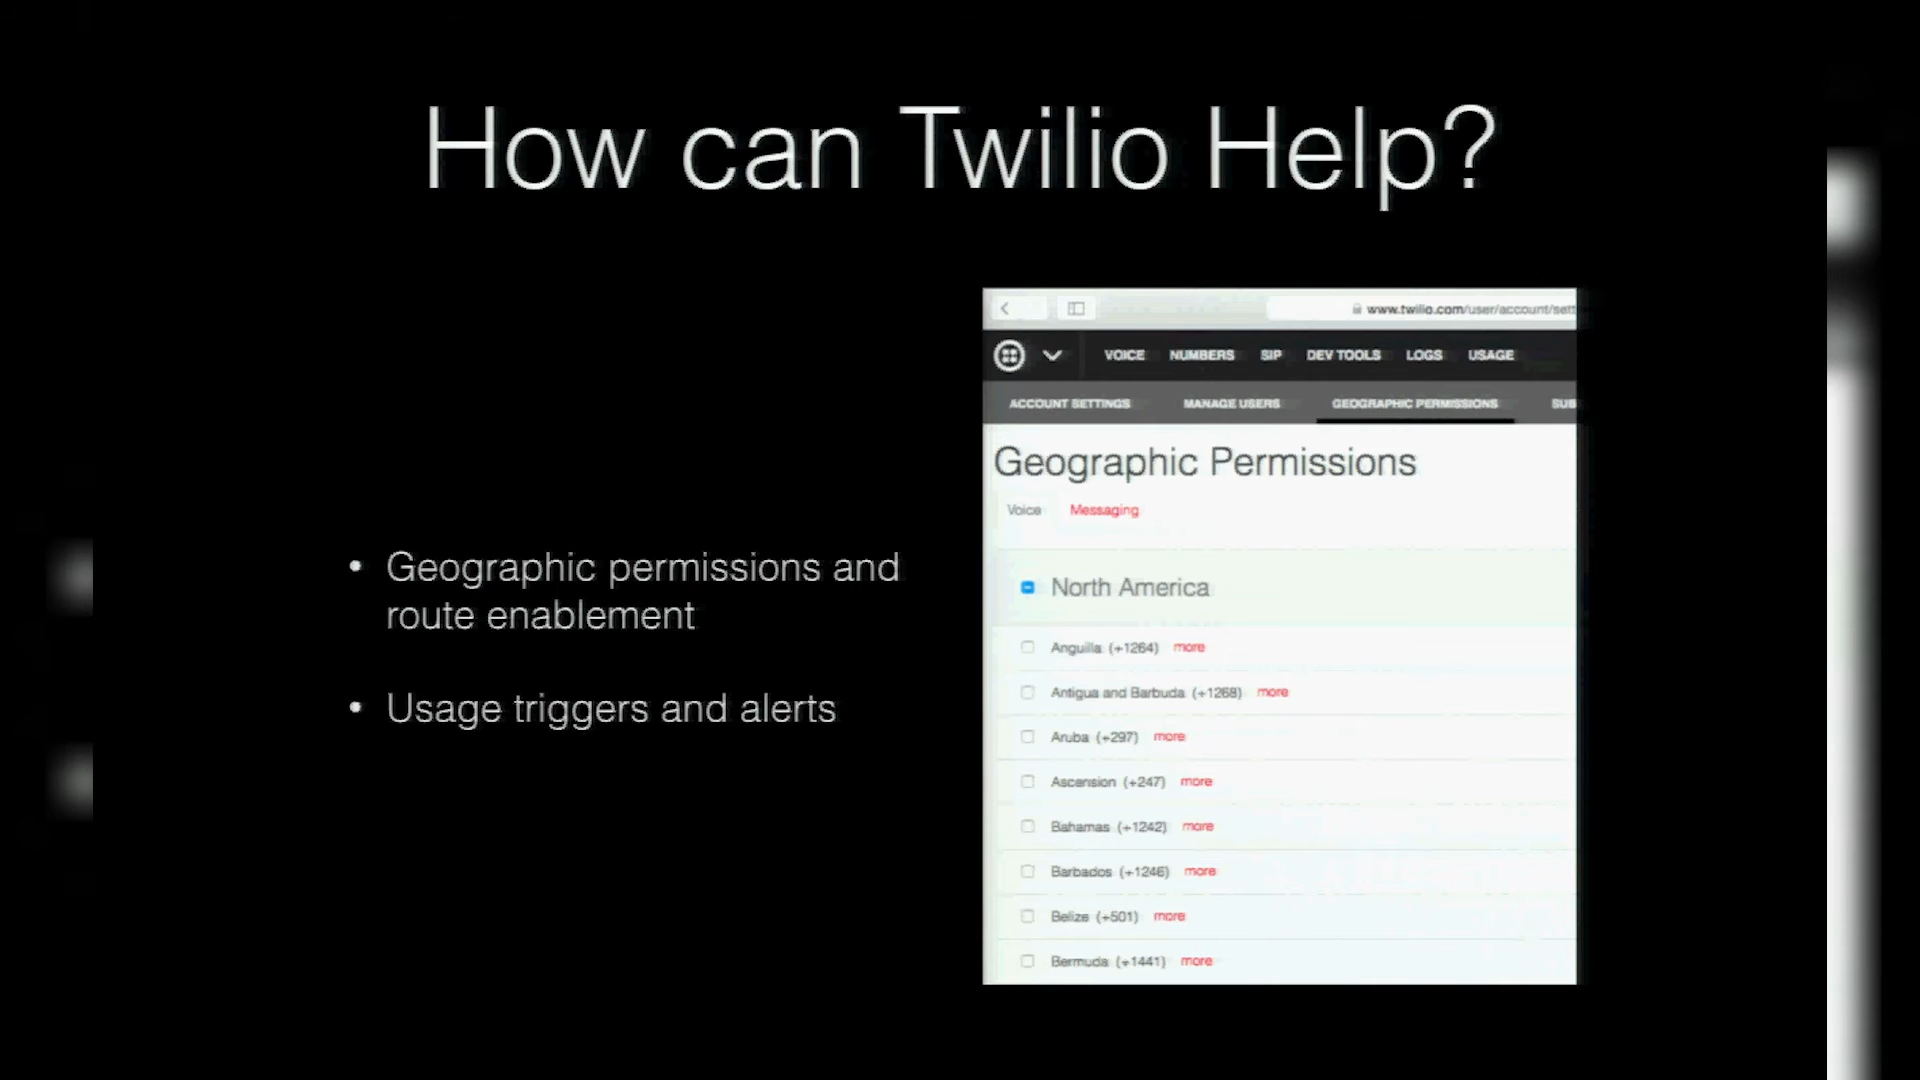 How can Twilio Help?
• Geographic permissions and
route enablement
• Usage triggers and alerts
www.twilio.com/user/account/sett
VOICE NUMBERS SIP DEV TOOLS LOGS USAGE
ACCOUNT SETTINGS MANAGE USERS GEOGRAPHIC PERMISSIONS SUB
Geographic Permissions
Voice Messaging
North America
Anguilla (+1264) more
Antigua and Barbuda (+1268) more
Aruba (+297) more
Ascension (+247) more
Bahamas (+1242) more
Barbados (+1246) more
Belize (+501) more
Bermuda (+1441) more